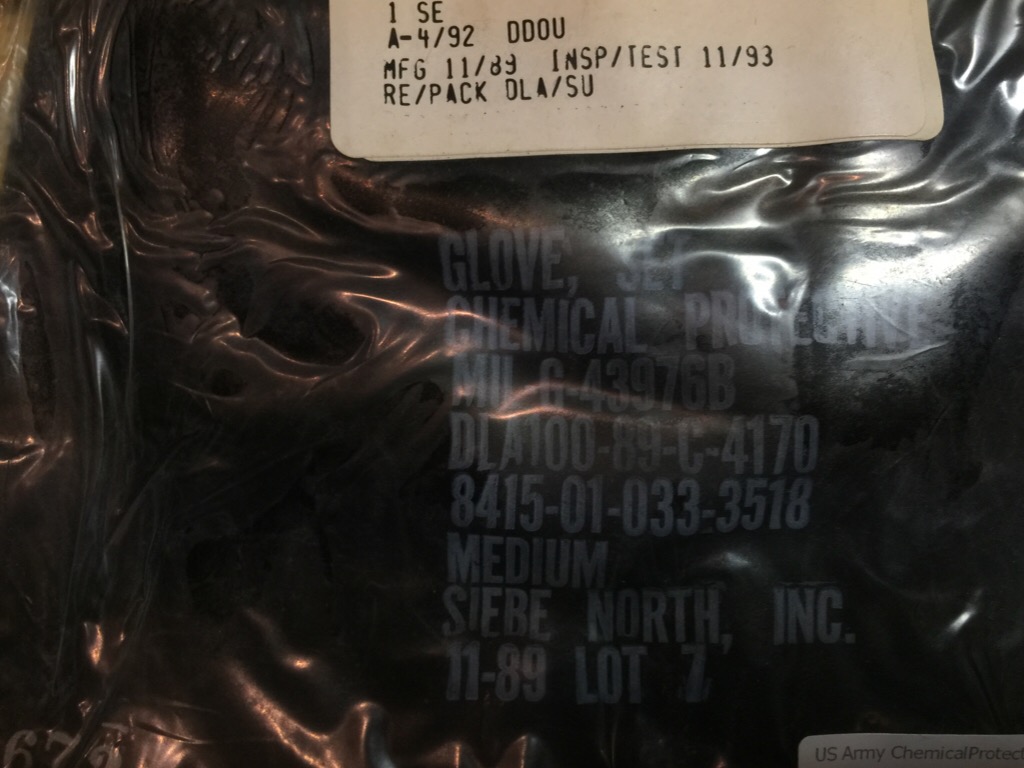 1 SE
A-4/92 DDOU
MFG 11/89 INSP/TEST 11/93
RE/PACK DLA/SU
GLOVE, SET
CHEMICAL PROTECTIVE
MIL G-43976B
DLA100-89-C-4170
8415-01-033-3518
MEDIUM
SIEBE NORTH, INC.
11-89 LOT 7
US Army ChemicalProtect